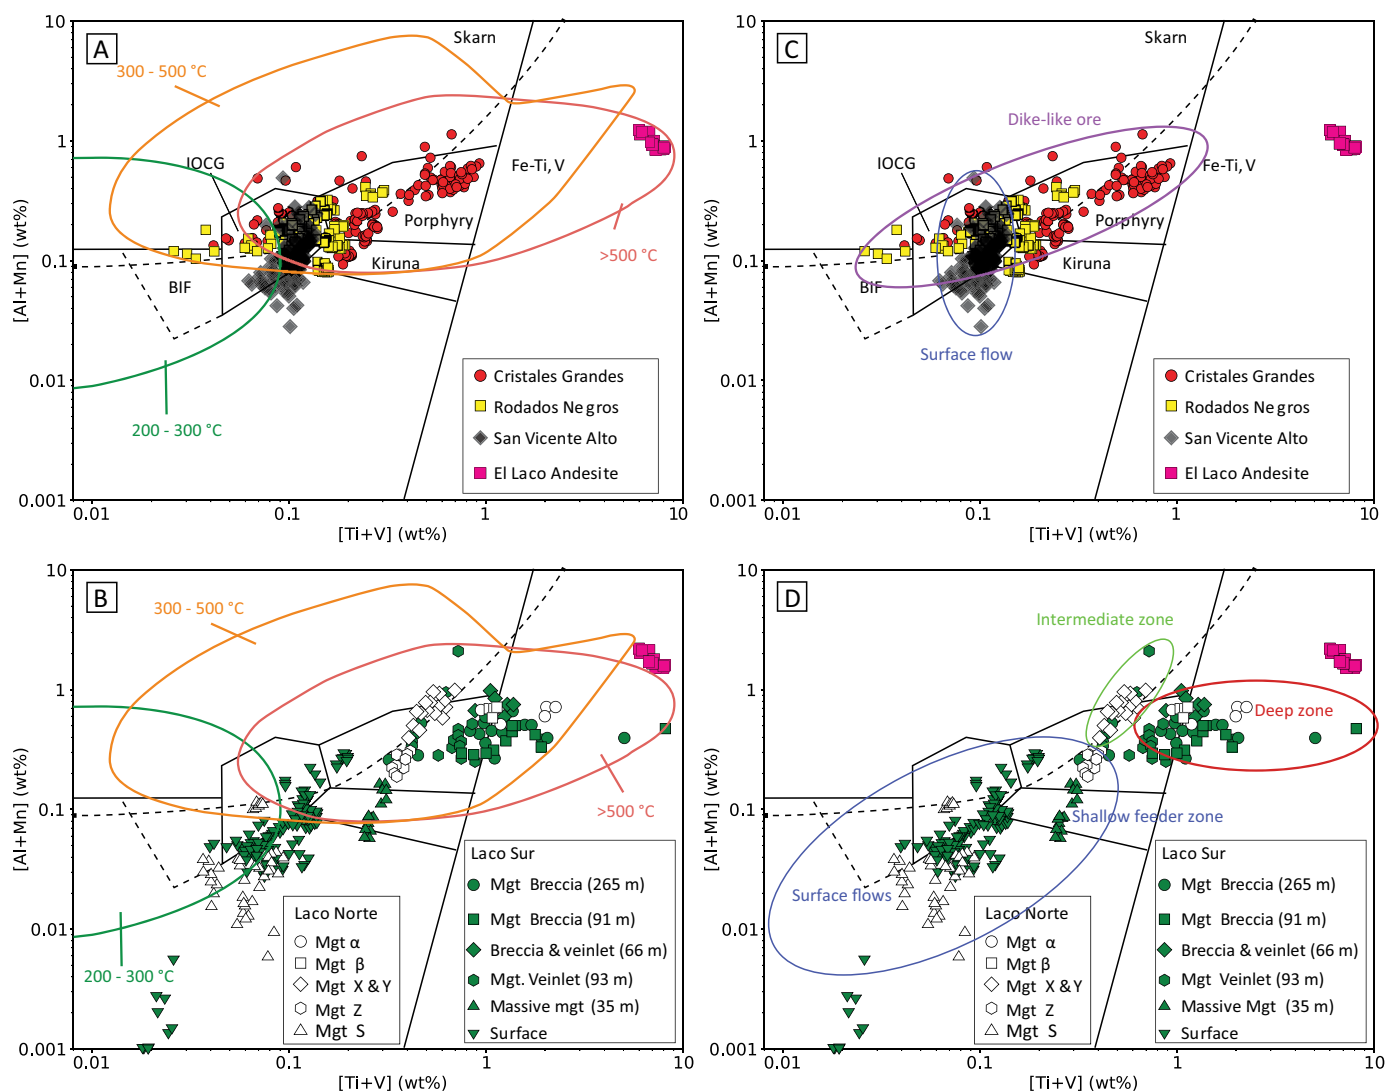 A
10
1
0.1
0.01
0.001
[Al+Mn] (wt%)
0.01
0.1
1
10
[Ti+V] (wt%)
Skarn
300 - 500 °C
IOCG
Fe-Ti, V
Porphyry
>500 °C
Kiruna
BIF
200 - 300 °C
Cristales Grandes
Rodados Negros
San Vicente Alto
El Laco Andesite
C
10
1
0.1
0.01
0.001
[Al+Mn] (wt%)
0.01
0.1
1
10
[Ti+V] (wt%)
Skarn
Dike-like ore
IOCG
Fe-Ti, V
Porphyry
Kiruna
BIF
Surface flow
Cristales Grandes
Rodados Negros
San Vicente Alto
El Laco Andesite
B
10
1
0.1
0.01
0.001
[Al+Mn] (wt%)
0.01
0.1
1
10
[Ti+V] (wt%)
300 - 500 °C
>500 °C
200 - 300 °C
Laco Norte
Mgt α
Mgt β
Mgt X & Y
Mgt Z
Mgt S
Laco Sur
Mgt Breccia (265 m)
Mgt Breccia (91 m)
Breccia & veinlet (66 m)
Mgt. Veinlet (93 m)
Massive mgt (35 m)
Surface
D
10
1
0.1
0.01
0.001
[Al+Mn] (wt%)
0.01
0.1
1
10
[Ti+V] (wt%)
Intermediate zone
Deep zone
Shallow feeder zone
Surface flows
Laco Norte
Mgt α
Mgt β
Mgt X & Y
Mgt Z
Mgt S
Laco Sur
Mgt Breccia (265 m)
Mgt Breccia (91 m)
Breccia & veinlet (66 m)
Mgt Veinlet (93 m)
Massive Mgt (35 m)
Surface